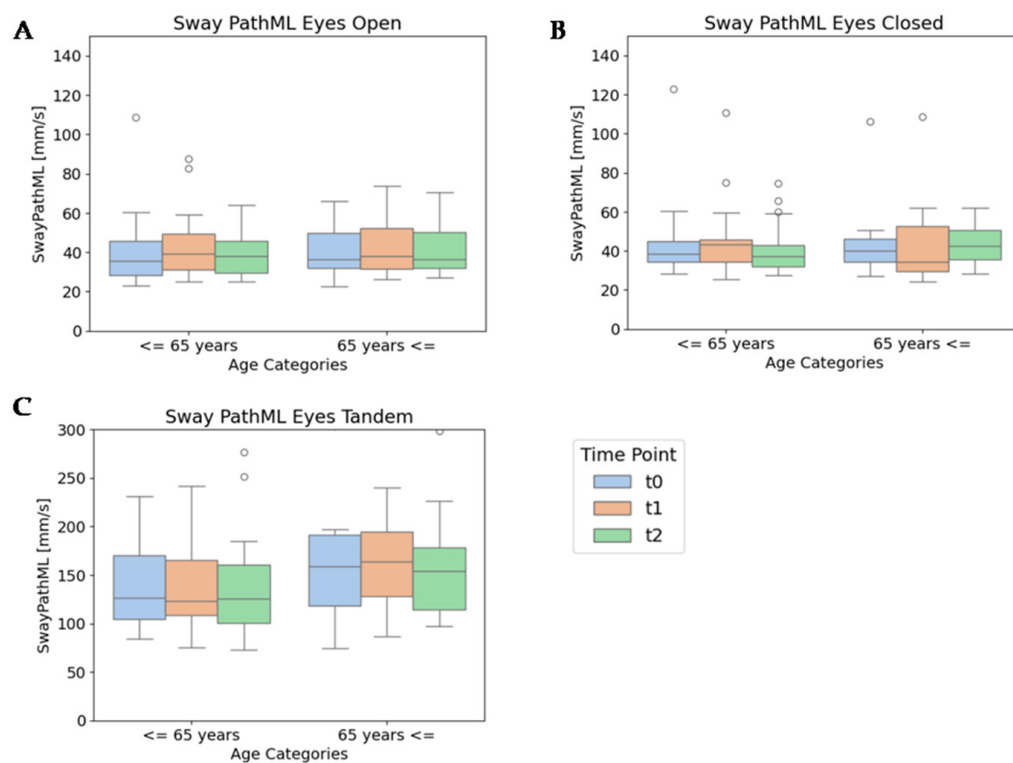 A
Sway PathML Eyes Open
SwayPathML [mm/s]
140
120
100
80
60
40
20
0
<= 65 years
65 years <=
Age Categories
B
Sway PathML Eyes Closed
SwayPathML [mm/s]
140
120
100
80
60
40
20
0
<= 65 years
65 years <=
Age Categories
C
Sway PathML Eyes Tandem
SwayPathML [mm/s]
300
250
200
150
100
50
0
<= 65 years
65 years <=
Age Categories
Time Point
t0
t1
t2